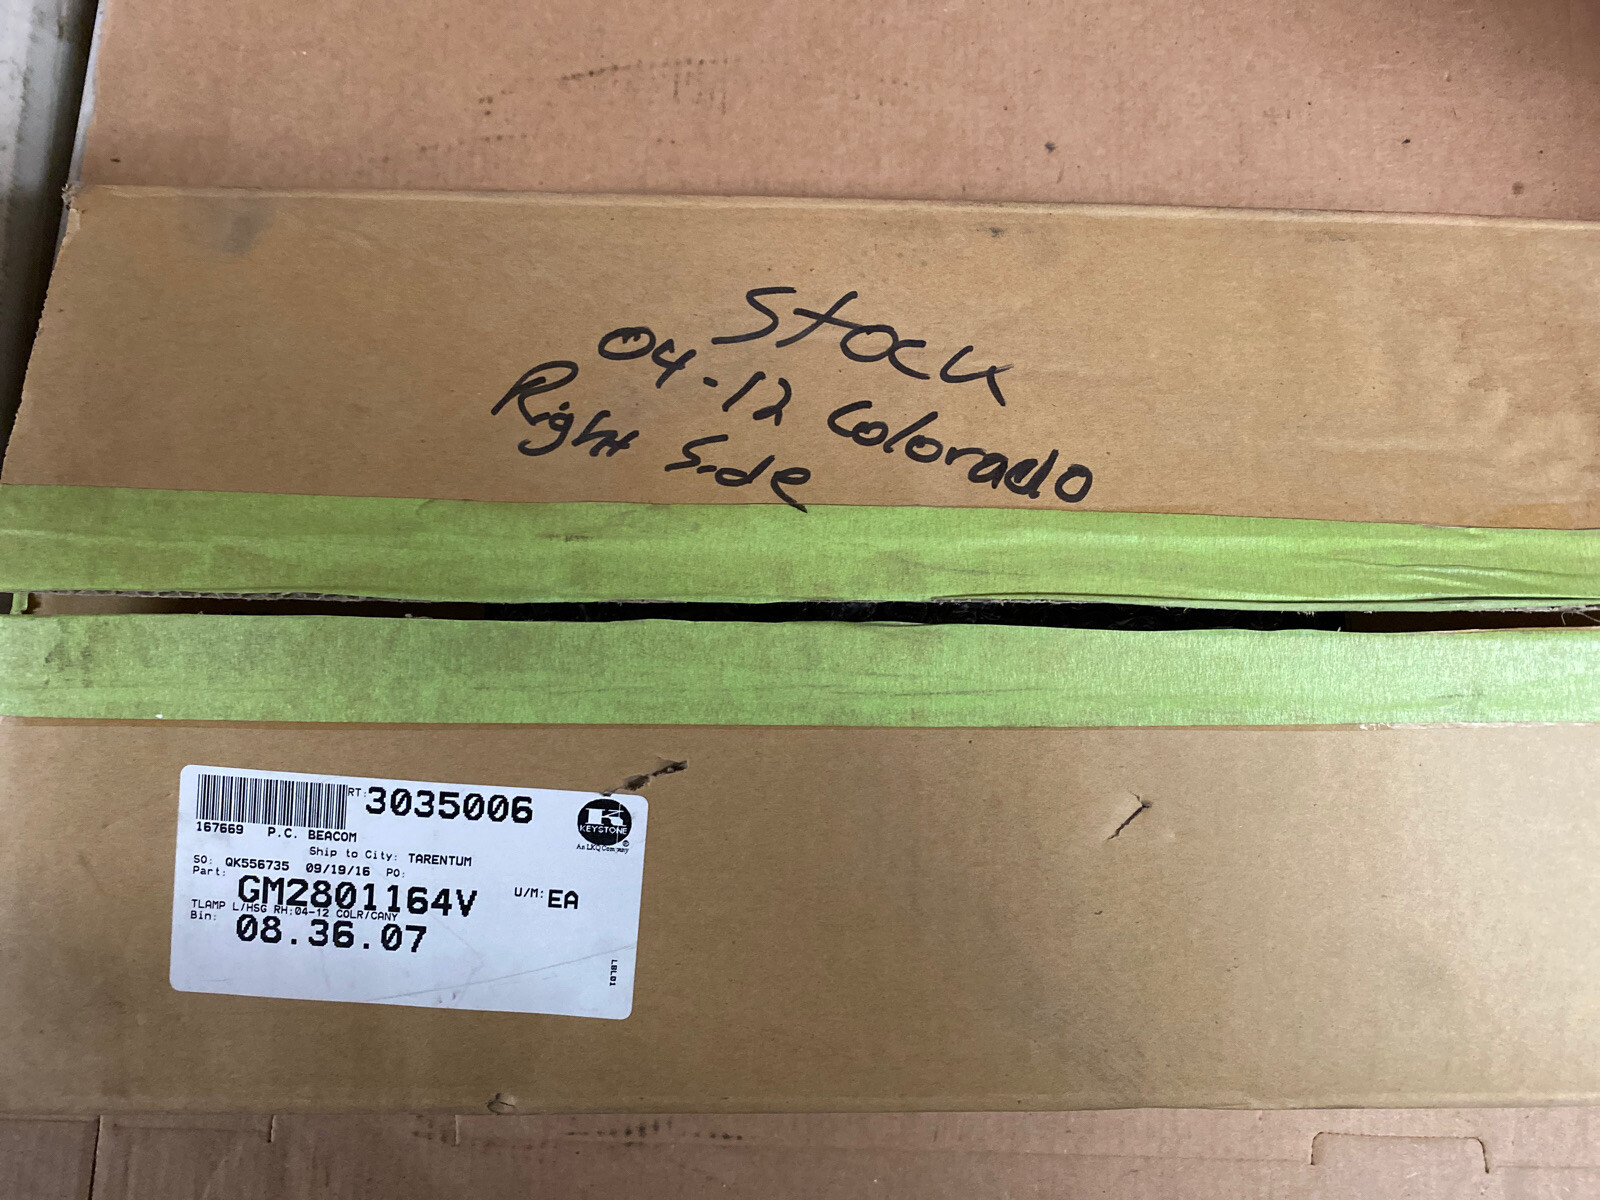 Stock
04-12 Colorado
Right Side
RT: 3035006
167669 P.C. BEACOM
Ship to City: TARENTUM
SO: QK556735 09/19/16 PO:
Part: GM2801164V U/M: EA
TLAMP L/HSG RH:04-12 COLR/CANY
Bin: 08.36.07
K
KEYSTONE®
An LKQ Company
LBL01